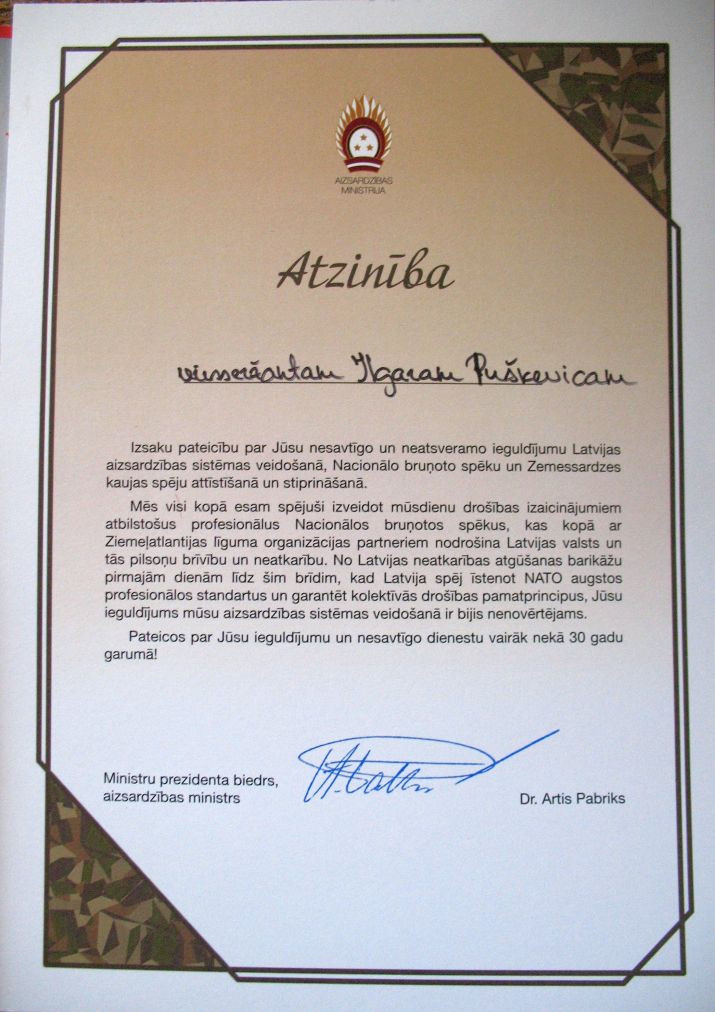 AIZSARDZĪBAS
MINISTRIJA
Atzinība
virsseržantam Ilgaram Puškevicam
Izsaku pateicību par Jūsu nesavtīgo un neatsveramo ieguldījumu Latvijas
aizsardzības sistēmas veidošanā, Nacionālo bruņoto spēku un Zemessardzes
kaujas spēju attīstīšanā un stiprināšanā.
Mēs visi kopā esam spējuši izveidot mūsdienu drošības izaicinājumiem
atbilstošus profesionālus Nacionālos bruņotos spēkus, kas kopā ar
Ziemeļatlantijas līguma organizācijas partneriem nodrošina Latvijas valsts un
tās pilsoņu brīvību un neatkarību. No Latvijas neatkarības atgūšanas barikāžu
pirmajām dienām līdz šim brīdim, kad Latvija spēj īstenot NATO augstos
profesionālos standartus un garantēt kolektīvās drošības pamatprincipus, Jūsu
ieguldījums mūsu aizsardzības sistēmas veidošanā ir bijis nenovērtējams.
Pateicos par Jūsu ieguldījumu un nesavtīgo dienestu vairāk nekā 30 gadu
garumā!
Ministru prezidenta biedrs,
aizsardzības ministrs
Dr. Artis Pabriks